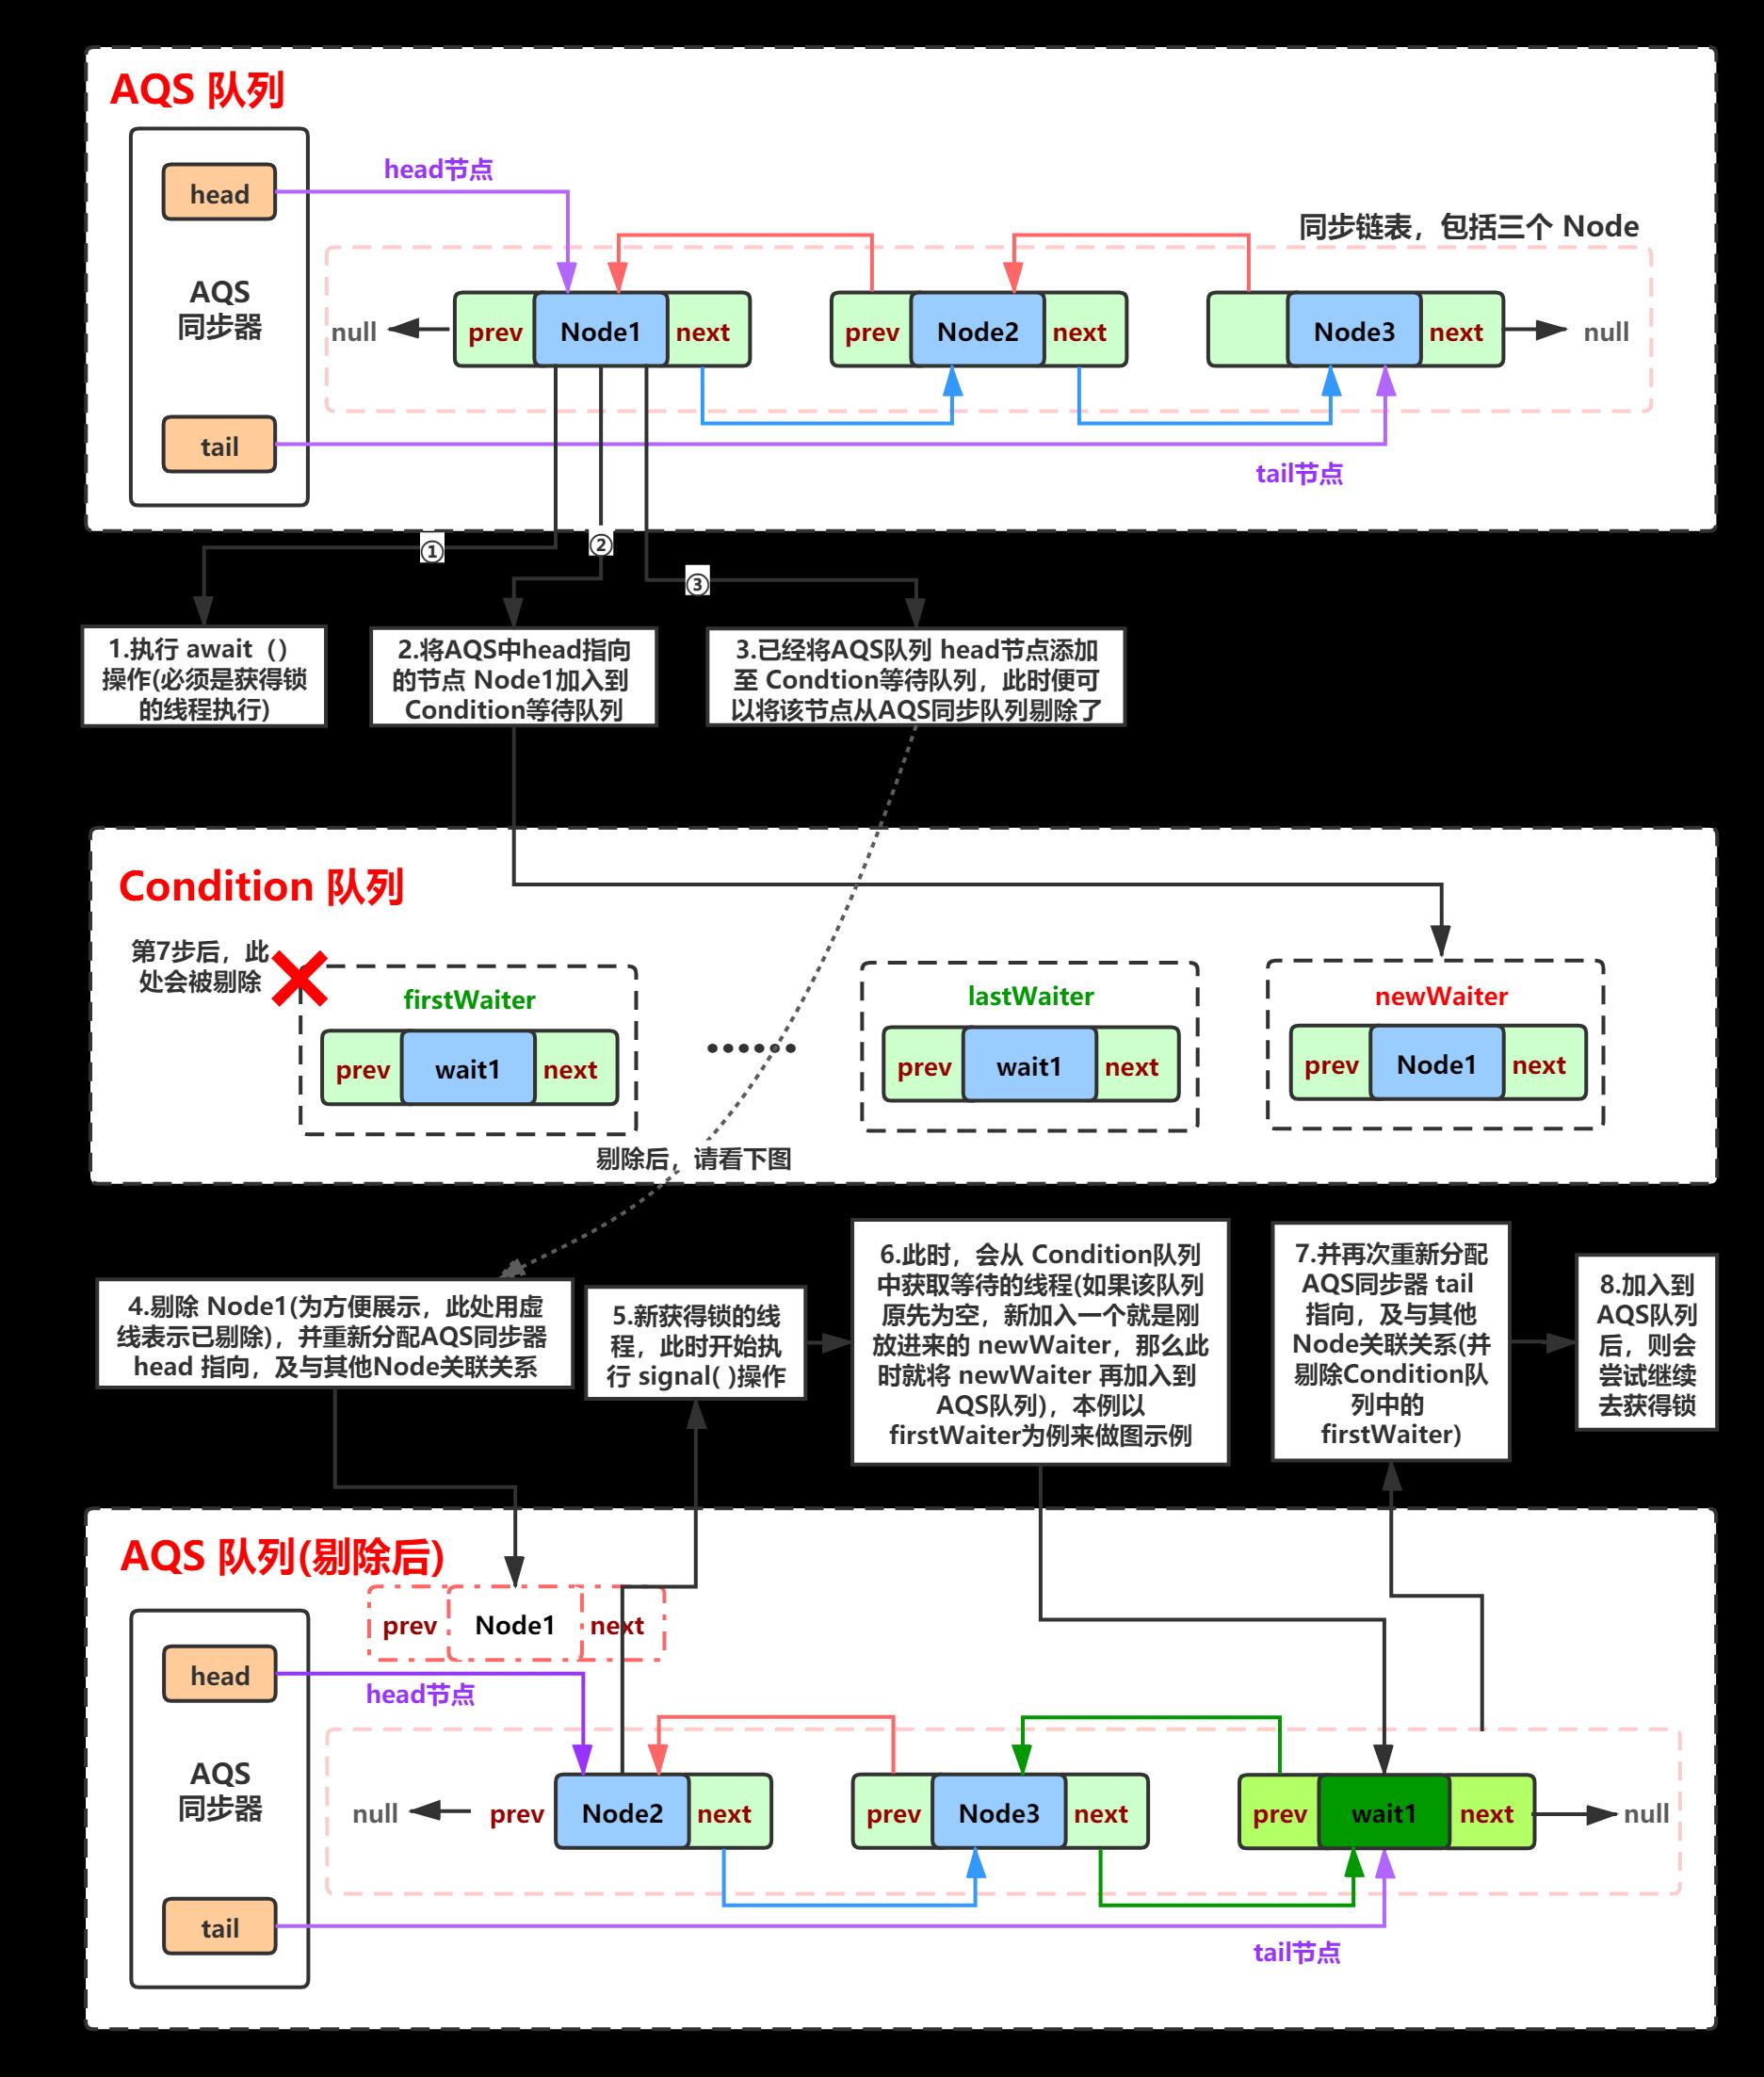 AQS 队列
head
head节点
AQS
同步器
同步链表，包括三个 Node
null
prev
Node1
next
prev
Node2
next
Node3
next
null
tail
tail节点
①
②
③
1.执行 await（）
操作(必须是获得锁
的线程执行)
2.将AQS中head指向
的节点 Node1加入到
Condition等待队列
3.已经将AQS队列 head节点添加
至 Condtion等待队列，此时便可
以将该节点从AQS同步队列剔除了
Condition 队列
第7步后，此
处会被剔除
firstWaiter
prev
wait1
next
lastWaiter
prev
wait1
next
newWaiter
prev
Node1
next
剔除后，请看下图
4.剔除 Node1(为方便展示，此处用虚
线表示已剔除)，并重新分配AQS同步器
head 指向，及与其他Node关联关系
5.新获得锁的线
程，此时开始执
行 signal( )操作
6.此时，会从 Condition队列
中获取等待的线程(如果该队列
原先为空，新加入一个就是刚
放进来的 newWaiter，那么此
时就将 newWaiter 再加入到
AQS队列)，本例以
firstWaiter为例来做图示例
7.并再次重新分配
AQS同步器 tail
指向，及与其他
Node关联关系(并
剔除Condition队
列中的
firstWaiter)
8.加入到
AQS队列
后，则会
尝试继续
去获得锁
AQS 队列(剔除后)
prev
Node1
next
head
head节点
AQS
同步器
null
prev
Node2
next
prev
Node3
next
prev
wait1
next
null
tail
tail节点